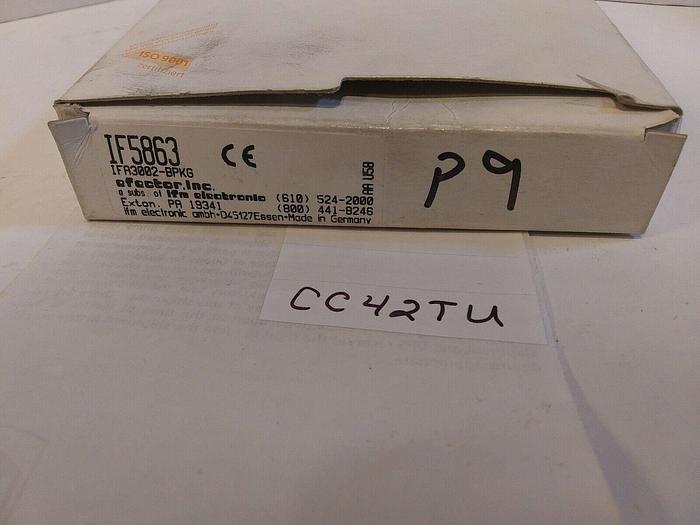 ISO 9001
zertifiziert
IF5863 CE
IFA3002-BPKG
efector.inc.
a subs. of ifm electronic (610) 524-2000
Exton, PA 19341 (800) 441-8246
ifm electronic gmbh·D45127Essen·Made in Germany
AA U58
P9
CC42TU